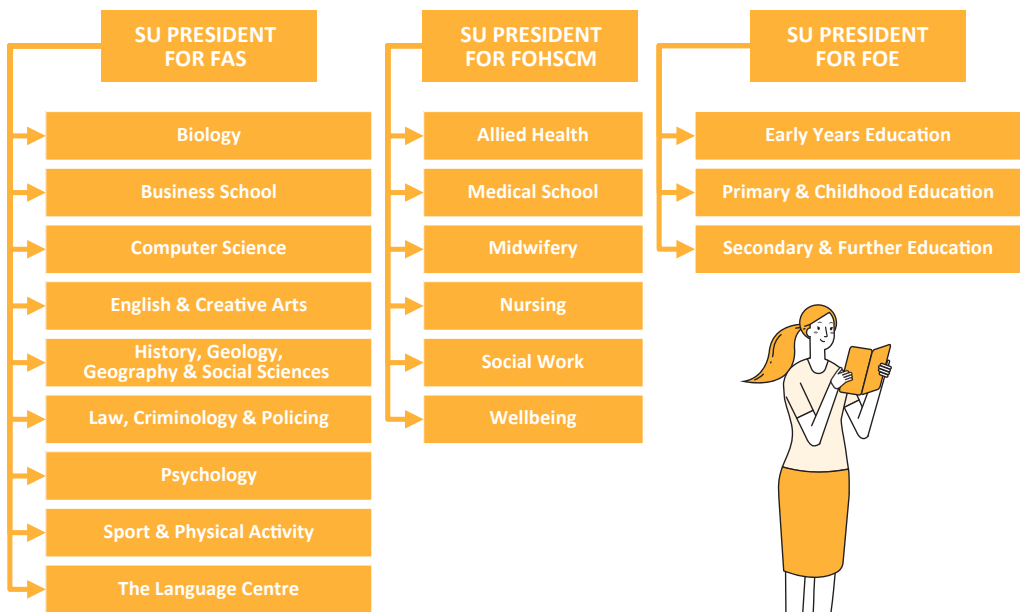 SU PRESIDENT
FOR FAS
Biology
Business School
Computer Science
English & Creative Arts
History, Geology,
Geography & Social Sciences
Law, Criminology & Policing
Psychology
Sport & Physical Activity
The Language Centre
SU PRESIDENT
FOR FOHSCM
Allied Health
Medical School
Midwifery
Nursing
Social Work
Wellbeing
SU PRESIDENT
FOR FOE
Early Years Education
Primary & Childhood Education
Secondary & Further Education